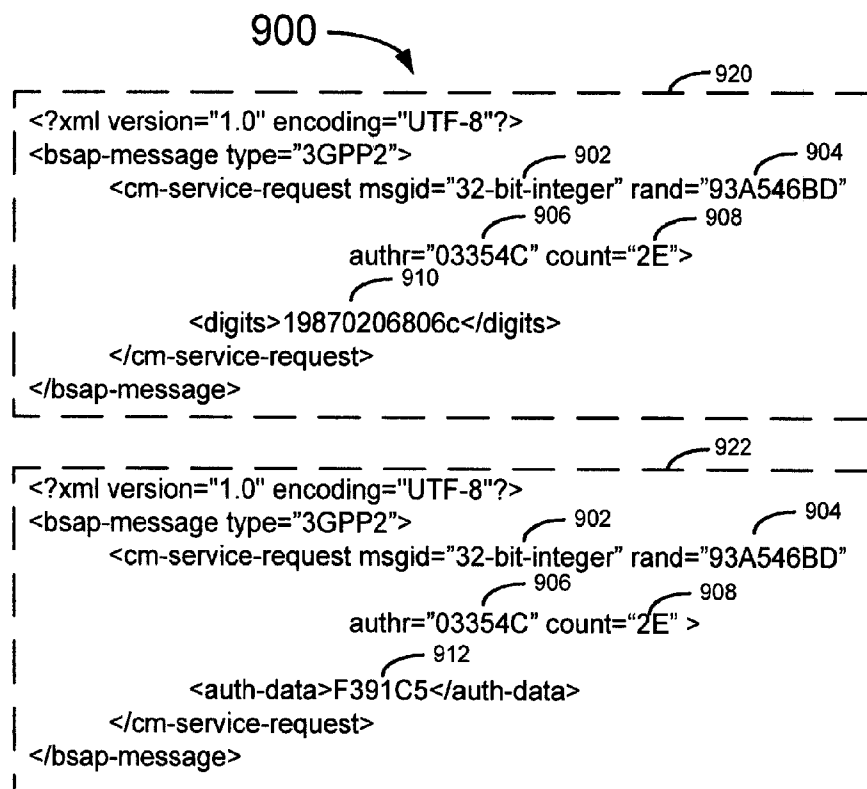 900
920
<?xml version="1.0" encoding="UTF-8"?>
<bsap-message type="3GPP2">
902 904
<cm-service-request msgid="32-bit-integer” rand="93A546BD”
906 908
authr="03354C” count=“2E”>
910
<digits>19870206806c</digits>
</cm-service-request>
</bsap-message>
922
<?xml version="1.0" encoding="UTF-8"?>
<bsap-message type="3GPP2”>
902 904
<cm-service-request msgid="32-bit-integer” rand="93A546BD”
906 908
authr="03354C” count=“2E” >
912
<auth-data>F391C5</auth-data>
</cm-service-request>
</bsap-message>